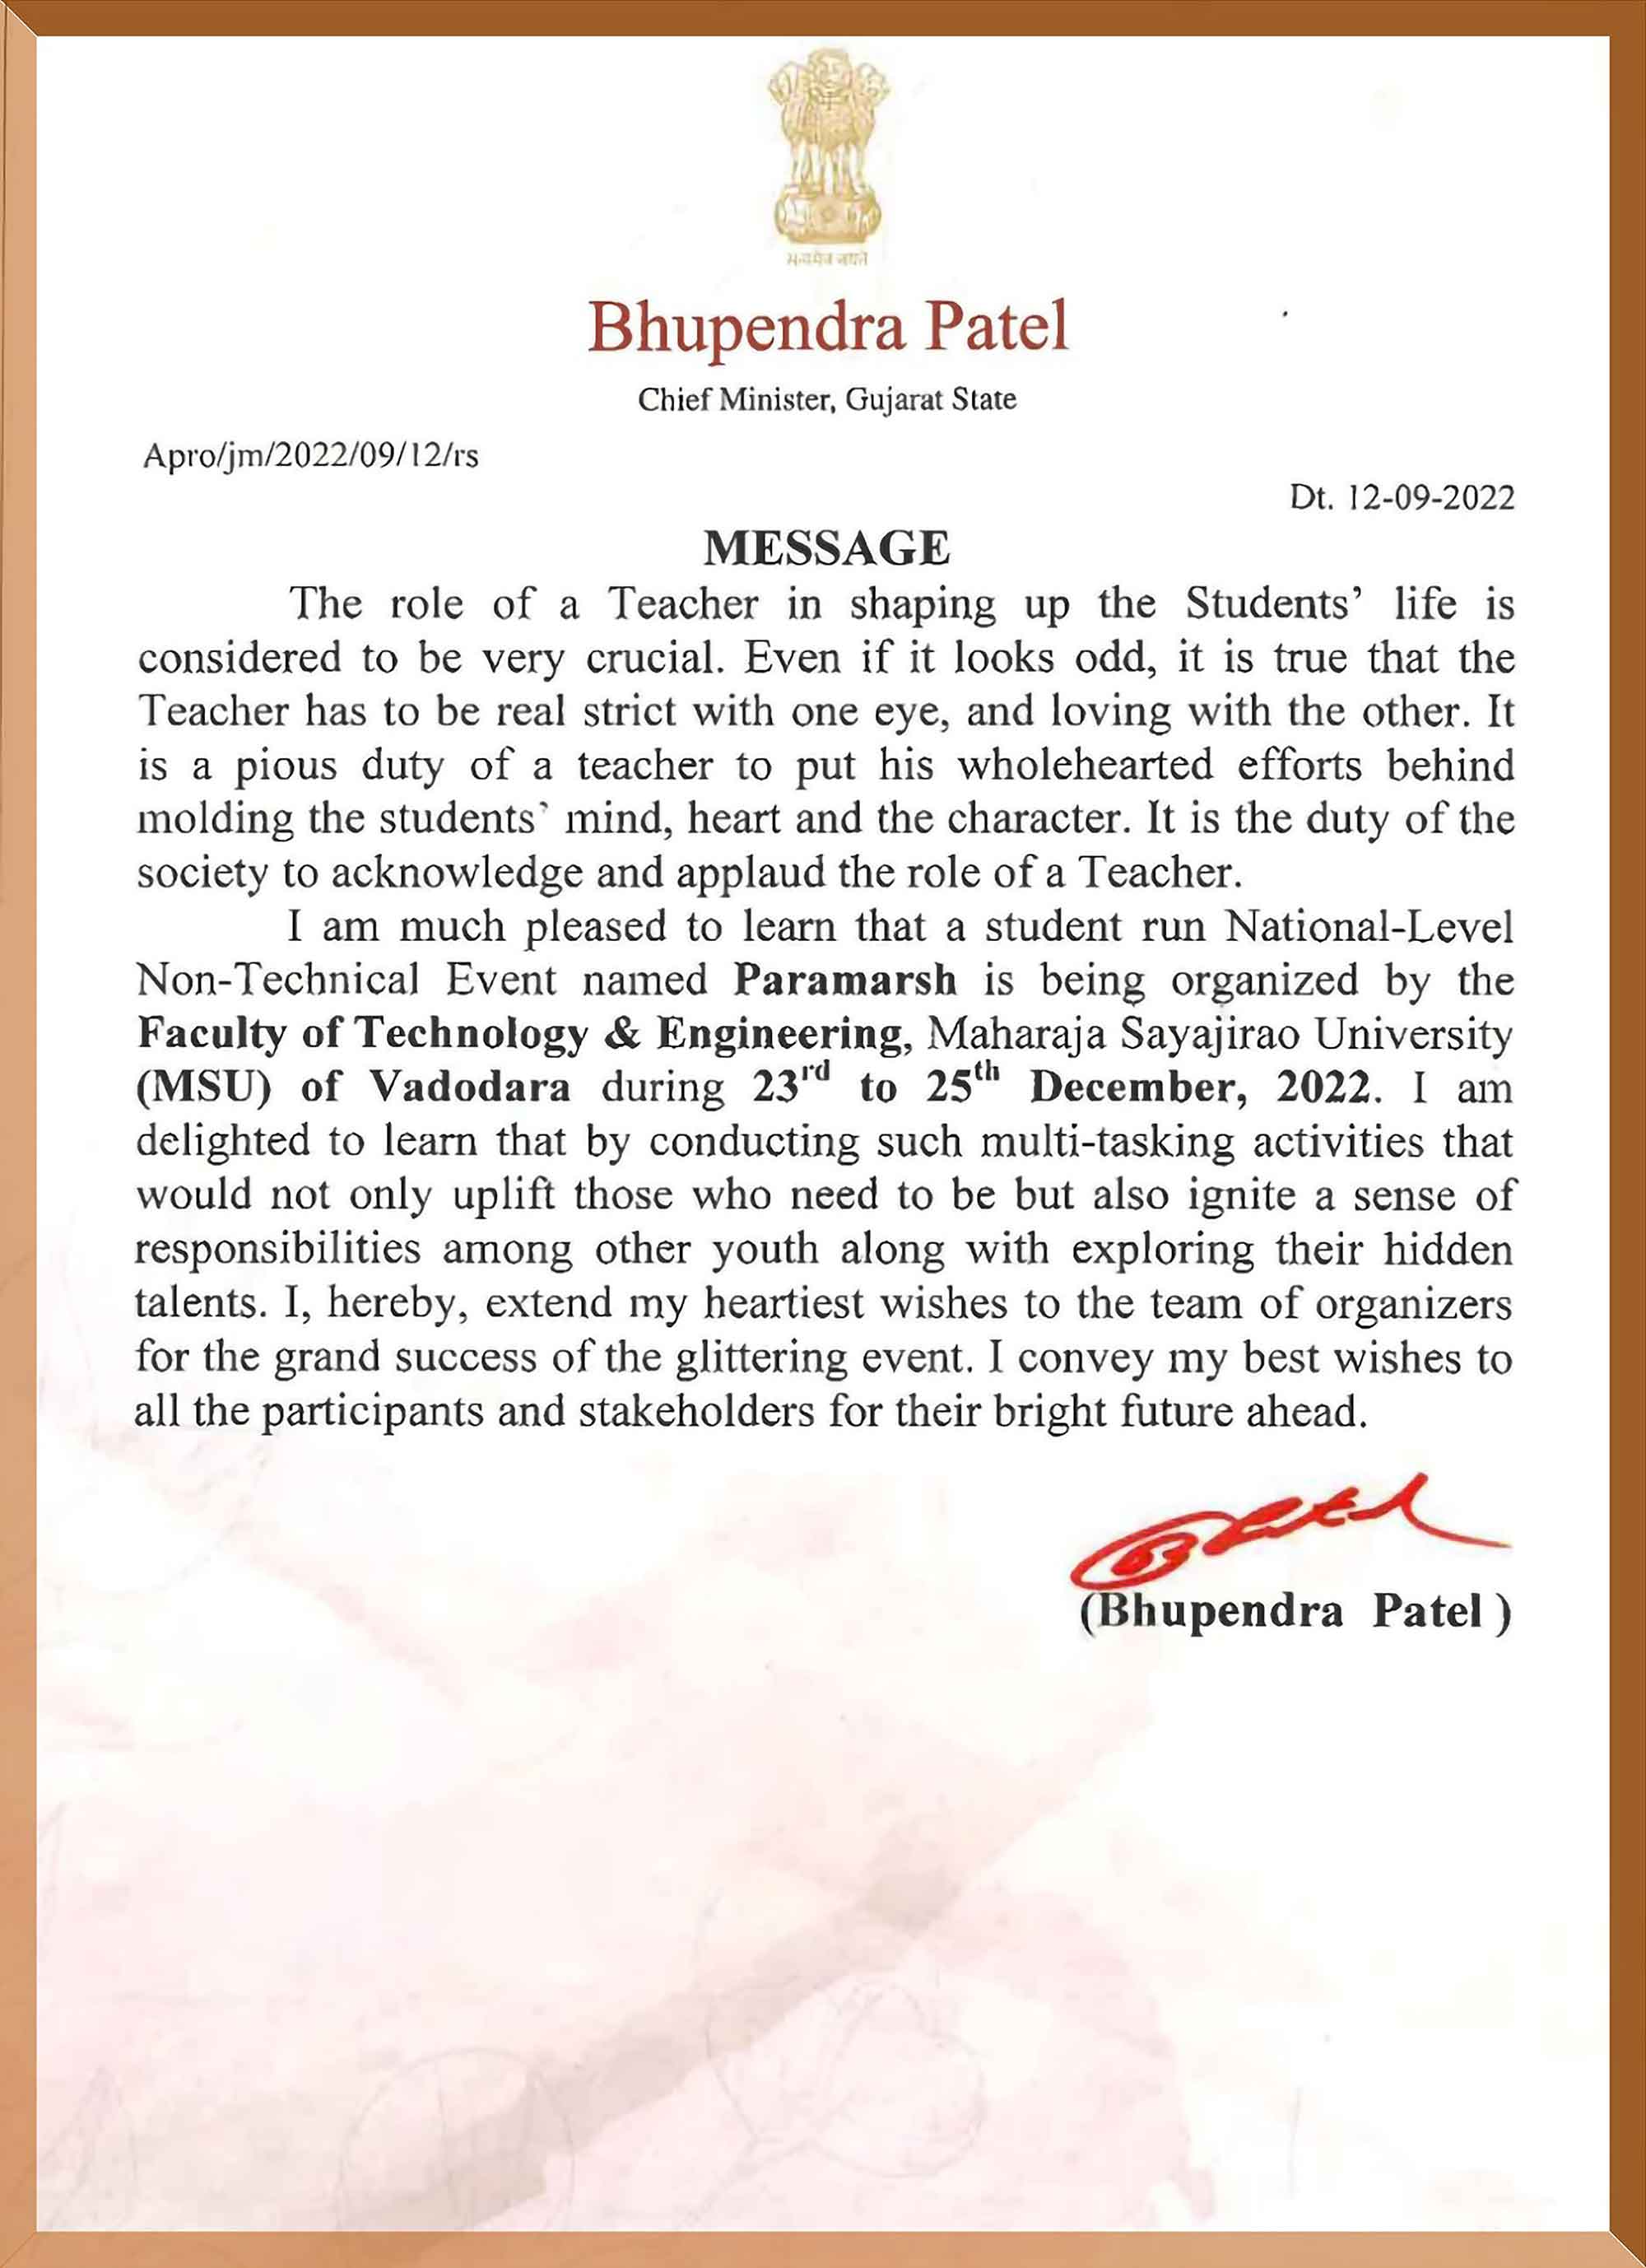 सत्यमेव जयते
Bhupendra Patel
Chief Minister, Gujarat State
Apro/jm/2022/09/12/rs
Dt. 12-09-2022
MESSAGE
The role of a Teacher in shaping up the Students’ life is
considered to be very crucial. Even if it looks odd, it is true that the
Teacher has to be real strict with one eye, and loving with the other. It
is a pious duty of a teacher to put his wholehearted efforts behind
molding the students’ mind, heart and the character. It is the duty of the
society to acknowledge and applaud the role of a Teacher.
I am much pleased to learn that a student run National-Level
Non-Technical Event named Paramarsh is being organized by the
Faculty of Technology & Engineering, Maharaja Sayajirao University
(MSU) of Vadodara during 23rd to 25th December, 2022. I am
delighted to learn that by conducting such multi-tasking activities that
would not only uplift those who need to be but also ignite a sense of
responsibilities among other youth along with exploring their hidden
talents. I, hereby, extend my heartiest wishes to the team of organizers
for the grand success of the glittering event. I convey my best wishes to
all the participants and stakeholders for their bright future ahead.
(Bhupendra Patel )